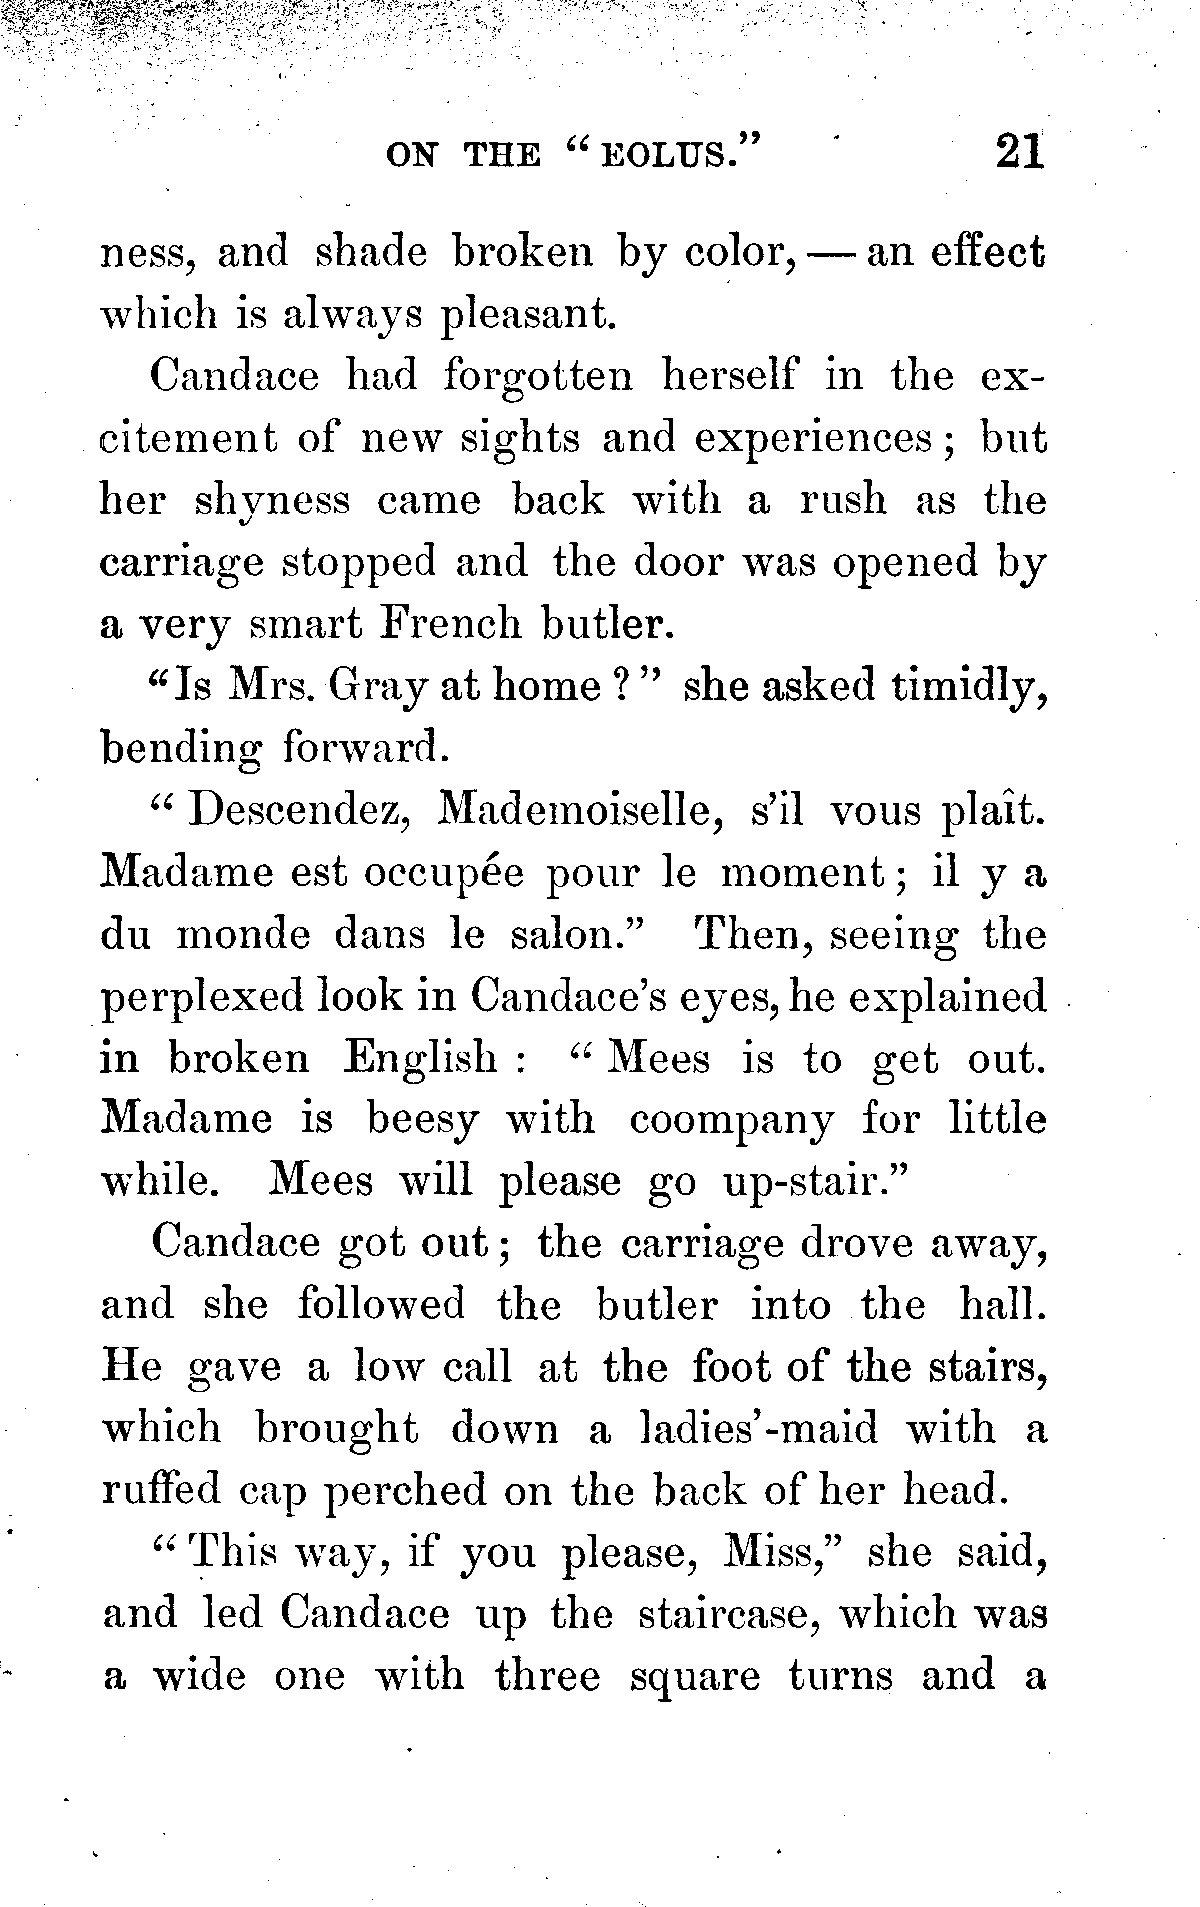 ON THE "EOLUS." 21
ness, and shade broken by color, — an effect
which is always pleasant.
Candace had forgotten herself in the ex-
citement of new sights and experiences; but
her shyness came back with a rush as the
carriage stopped and the door was opened by
a very smart French butler.
"Is Mrs. Gray at home?" she asked timidly,
bending forward.
"Descendez, Mademoiselle, s'il vous plaît.
Madame est occupée pour le moment; il y a
du monde dans le salon." Then, seeing the
perplexed look in Candace's eyes, he explained
in broken English: "Mees is to get out.
Madame is beesy with coompany for little
while. Mees will please go up-stair."
Candace got out; the carriage drove away,
and she followed the butler into the hall.
He gave a low call at the foot of the stairs,
which brought down a ladies'-maid with a
ruffed cap perched on the back of her head.
"This way, if you please, Miss," she said,
and led Candace up the staircase, which was
a wide one with three square turns and a